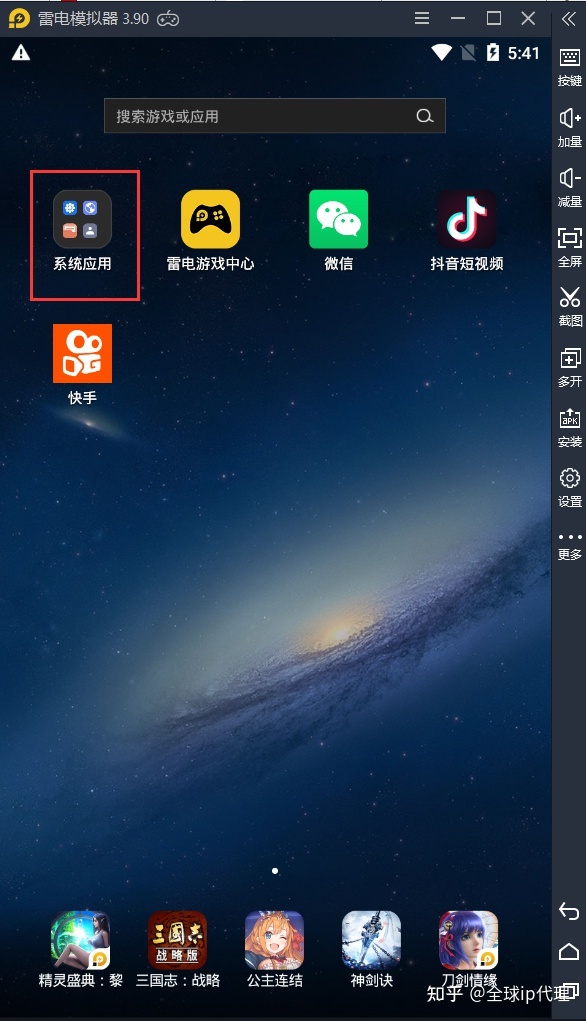 雷电模拟器 3.90
5:41
搜索游戏或应用
系统应用
雷电游戏中心
微信
抖音短视频
快手
按键
加量
减量
全屏
截图
多开
APK
安装
设置
更多
三國志
战略版
精灵盛典：黎
三国志：战略
公主连结
神剑诀
刀剑情缘
知乎 @全球ip代理